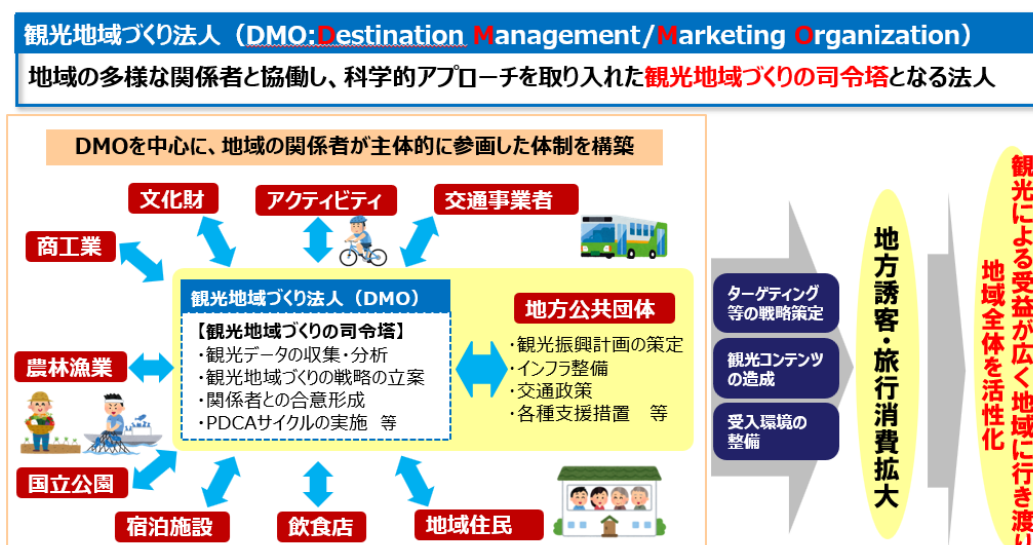 観光地域づくり法人（DMO:Destination Management/Marketing Organization）
地域の多様な関係者と協働し、科学的アプローチを取り入れた観光地域づくりの司令塔となる法人
DMOを中心に、地域の関係者が主体的に参画した体制を構築
文化財
アクティビティ
交通事業者
商工業
農林漁業
国立公園
宿泊施設
飲食店
地域住民
観光地域づくり法人（DMO）
【観光地域づくりの司令塔】
・観光データの収集・分析
・観光地域づくりの戦略の立案
・関係者との合意形成
・PDCAサイクルの実施 等
地方公共団体
・観光振興計画の策定
・インフラ整備
・交通政策
・各種支援措置 等
ターゲティング
等の戦略策定
観光コンテンツ
の造成
受入環境の
整備
地方誘客・旅行消費拡大
観光による受益が広く地域に行き渡り
地域全体を活性化